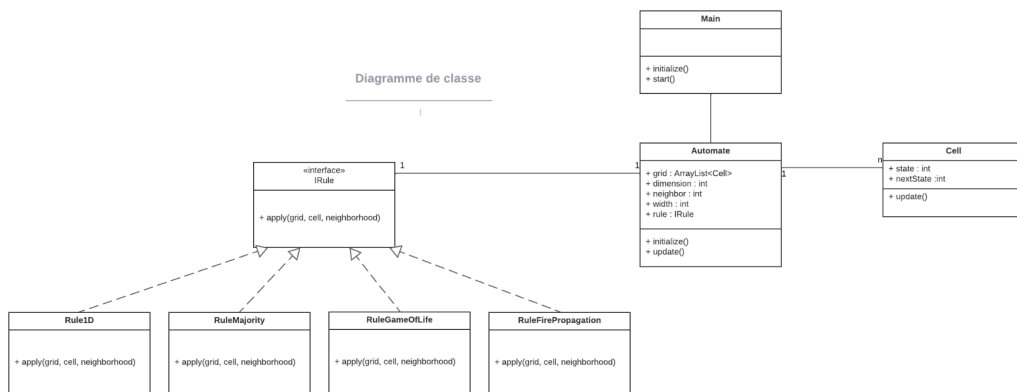 Main
+ initialize()
+ start()
Diagramme de classe
«interface»
IRule
+ apply(grid, cell, neighborhood)
1
1
Automate
+ grid : ArrayList<Cell>
+ dimension : int
+ neighbor : int
+ width : int
+ rule : IRule
+ initialize()
+ update()
1
n
Cell
+ state : int
+ nextState :int
+ update()
Rule1D
+ apply(grid, cell, neighborhood)
RuleMajority
+ apply(grid, cell, neighborhood)
RuleGameOfLife
+ apply(grid, cell, neighborhood)
RuleFirePropagation
+ apply(grid, cell, neighborhood)